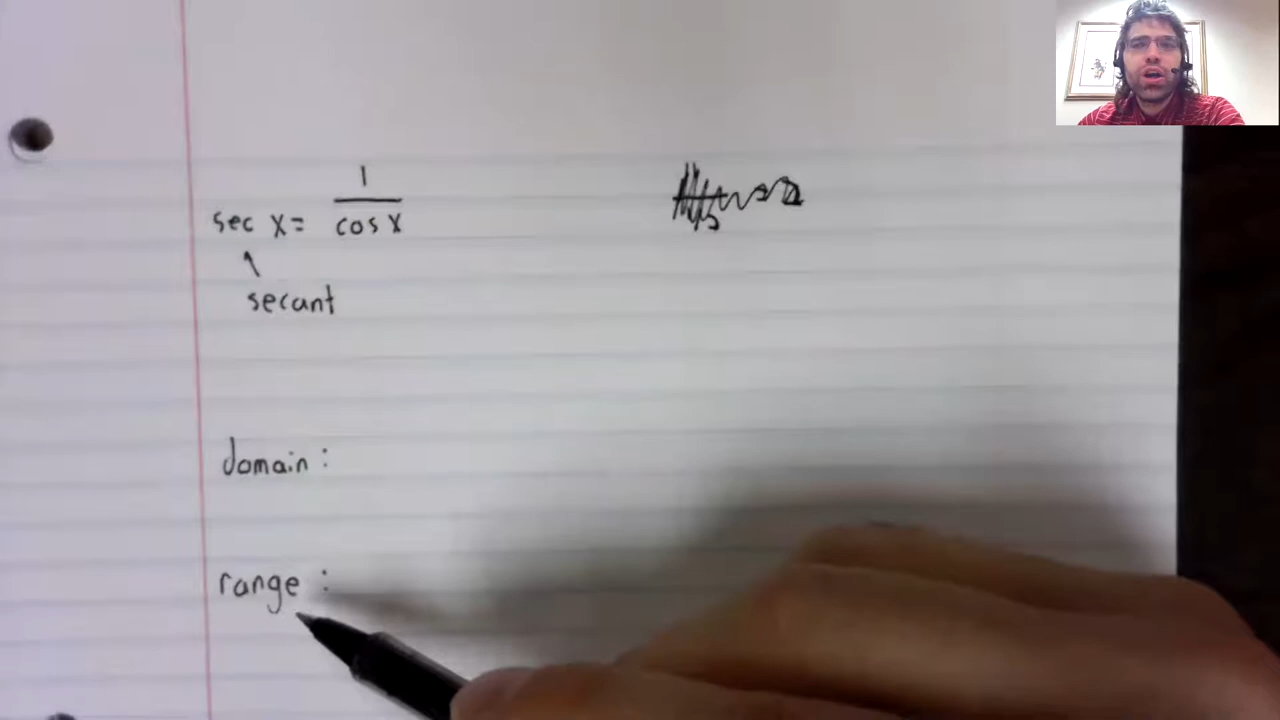 sec x = 1/cos x
secant
domain :
range :